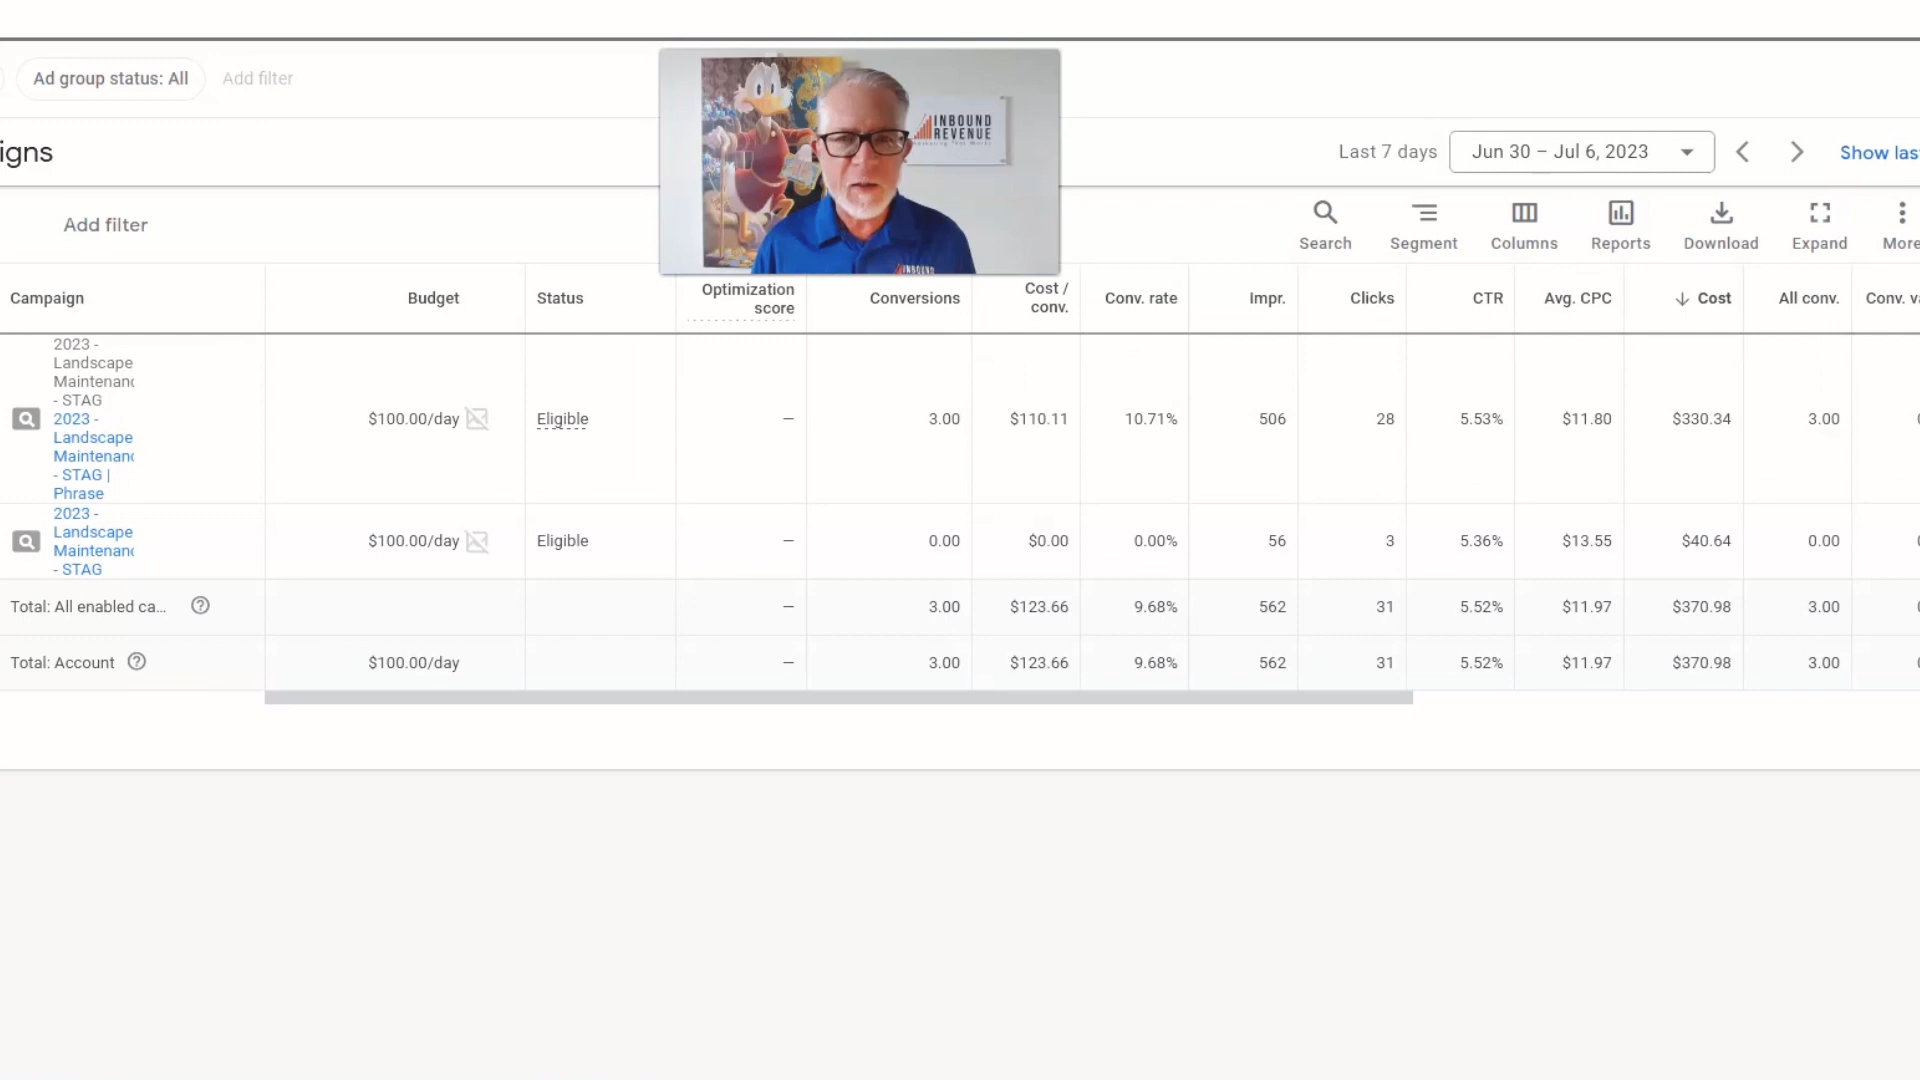 Ad group status: All
Add filter
igns
Last 7 days
Jun 30 – Jul 6, 2023
Show las
Add filter
INBOUND
REVENUE
INBOUND
Search
Segment
Columns
Reports
Download
Expand
More
Campaign
Budget
Status
Optimization
score
Conversions
Cost /
conv.
Conv. rate
Impr.
Clicks
CTR
Avg. CPC
Cost
All conv.
Conv. va
2023 -
Landscape
Maintenanc
- STAG
2023 -
Landscape
Maintenanc
- STAG |
Phrase
$100.00/day
Eligible
—
3.00
$110.11
10.71%
506
28
5.53%
$11.80
$330.34
3.00
2023 -
Landscape
Maintenanc
- STAG
$100.00/day
Eligible
—
0.00
$0.00
0.00%
56
3
5.36%
$13.55
$40.64
0.00
Total: All enabled ca...
—
3.00
$123.66
9.68%
562
31
5.52%
$11.97
$370.98
3.00
Total: Account
$100.00/day
—
3.00
$123.66
9.68%
562
31
5.52%
$11.97
$370.98
3.00